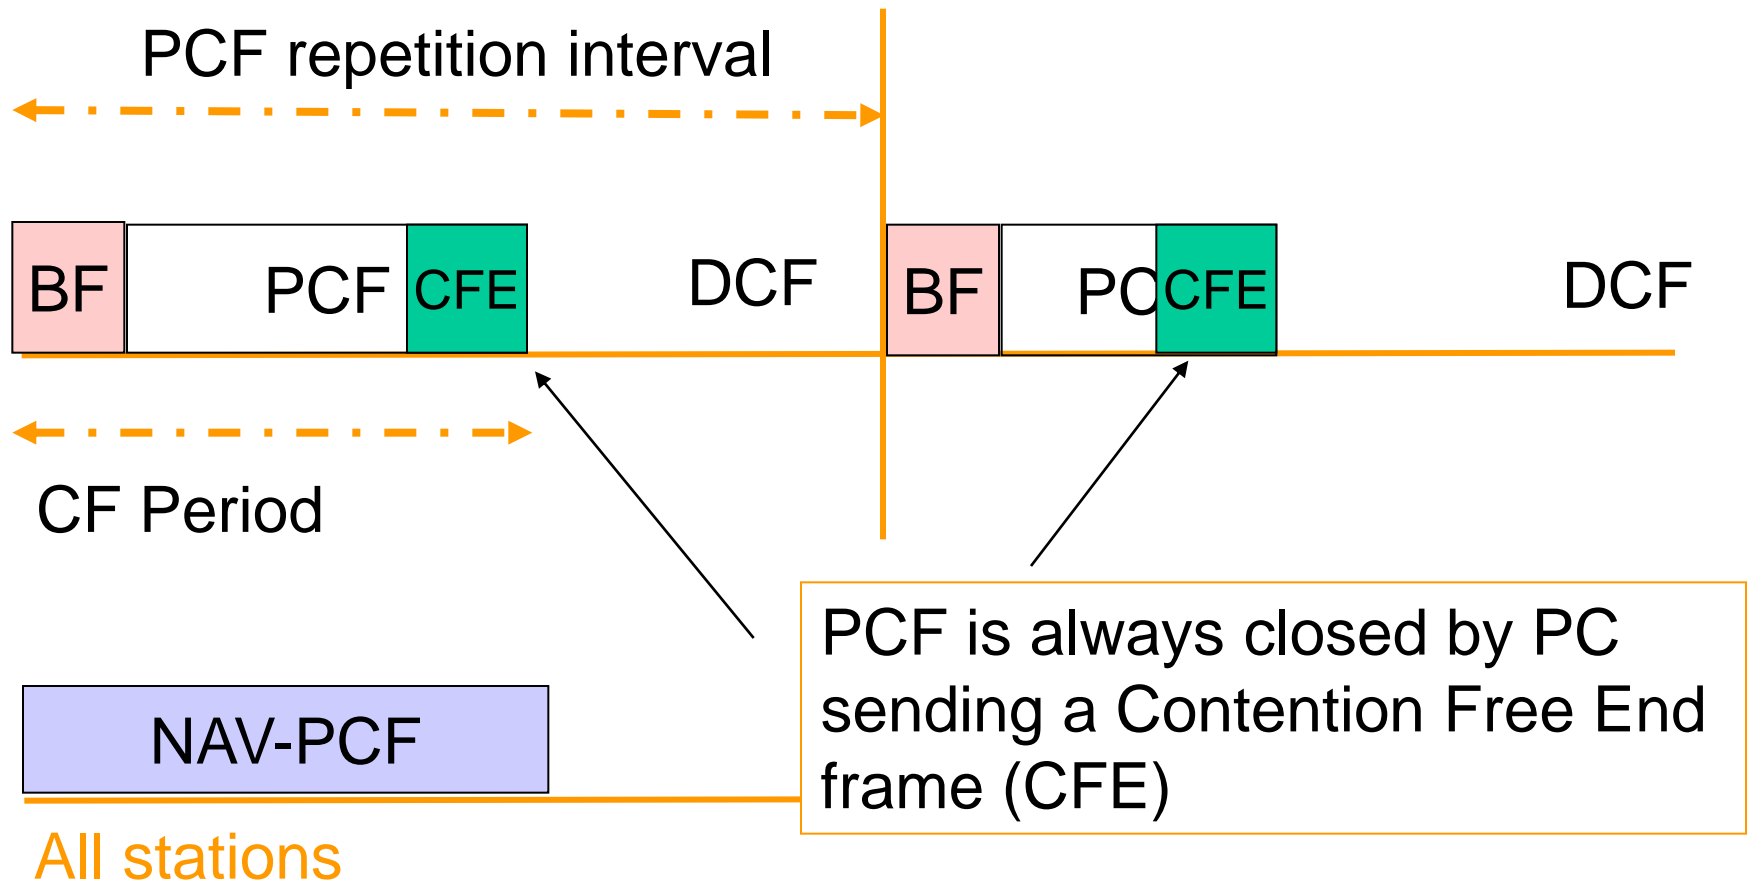 PCF repetition interval
BF PCF CFE DCF BF PC CFE DCF
CF Period
PCF is always closed by PC
sending a Contention Free End
frame (CFE)
NAV-PCF
All stations